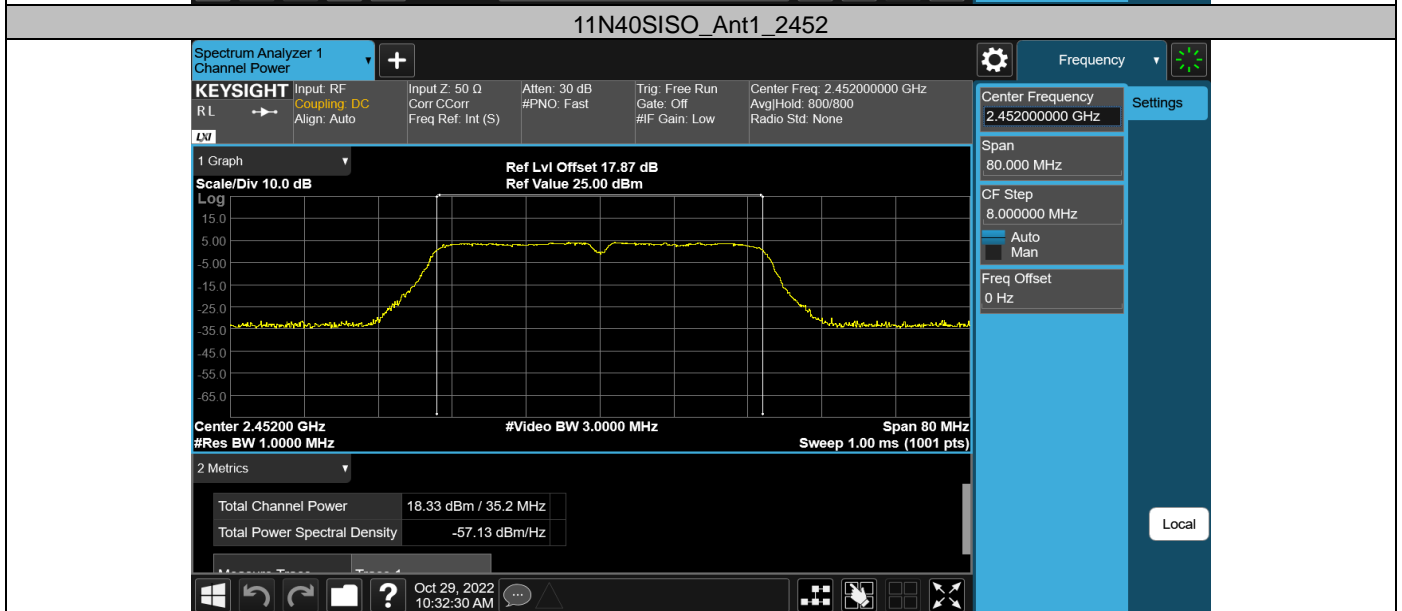 11N40SISO_Ant1_2452
Spectrum Analyzer 1
Channel Power
Frequency
KEYSIGHT
RL
LXI
Input: RF
Coupling: DC
Align: Auto
Input Z: 50 Ω
Corr CCorr
Freq Ref: Int (S)
Atten: 30 dB
#PNO: Fast
Trig: Free Run
Gate: Off
#IF Gain: Low
Center Freq: 2.452000000 GHz
Avg|Hold: 800/800
Radio Std: None
Center Frequency
2.452000000 GHz
Settings
Span
80.000 MHz
CF Step
8.000000 MHz
Auto
Man
Freq Offset
0 Hz
1 Graph
Scale/Div 10.0 dB
Ref Lvl Offset 17.87 dB
Ref Value 25.00 dBm
Log
15.0
5.00
-5.00
-15.0
-25.0
-35.0
-45.0
-55.0
-65.0
Center 2.45200 GHz
#Video BW 3.0000 MHz
Span 80 MHz
#Res BW 1.0000 MHz
Sweep 1.00 ms (1001 pts)
2 Metrics
Total Channel Power 18.33 dBm / 35.2 MHz
Total Power Spectral Density -57.13 dBm/Hz
Measure Trace Trace 1
Local
?
Oct 29, 2022
10:32:30 AM